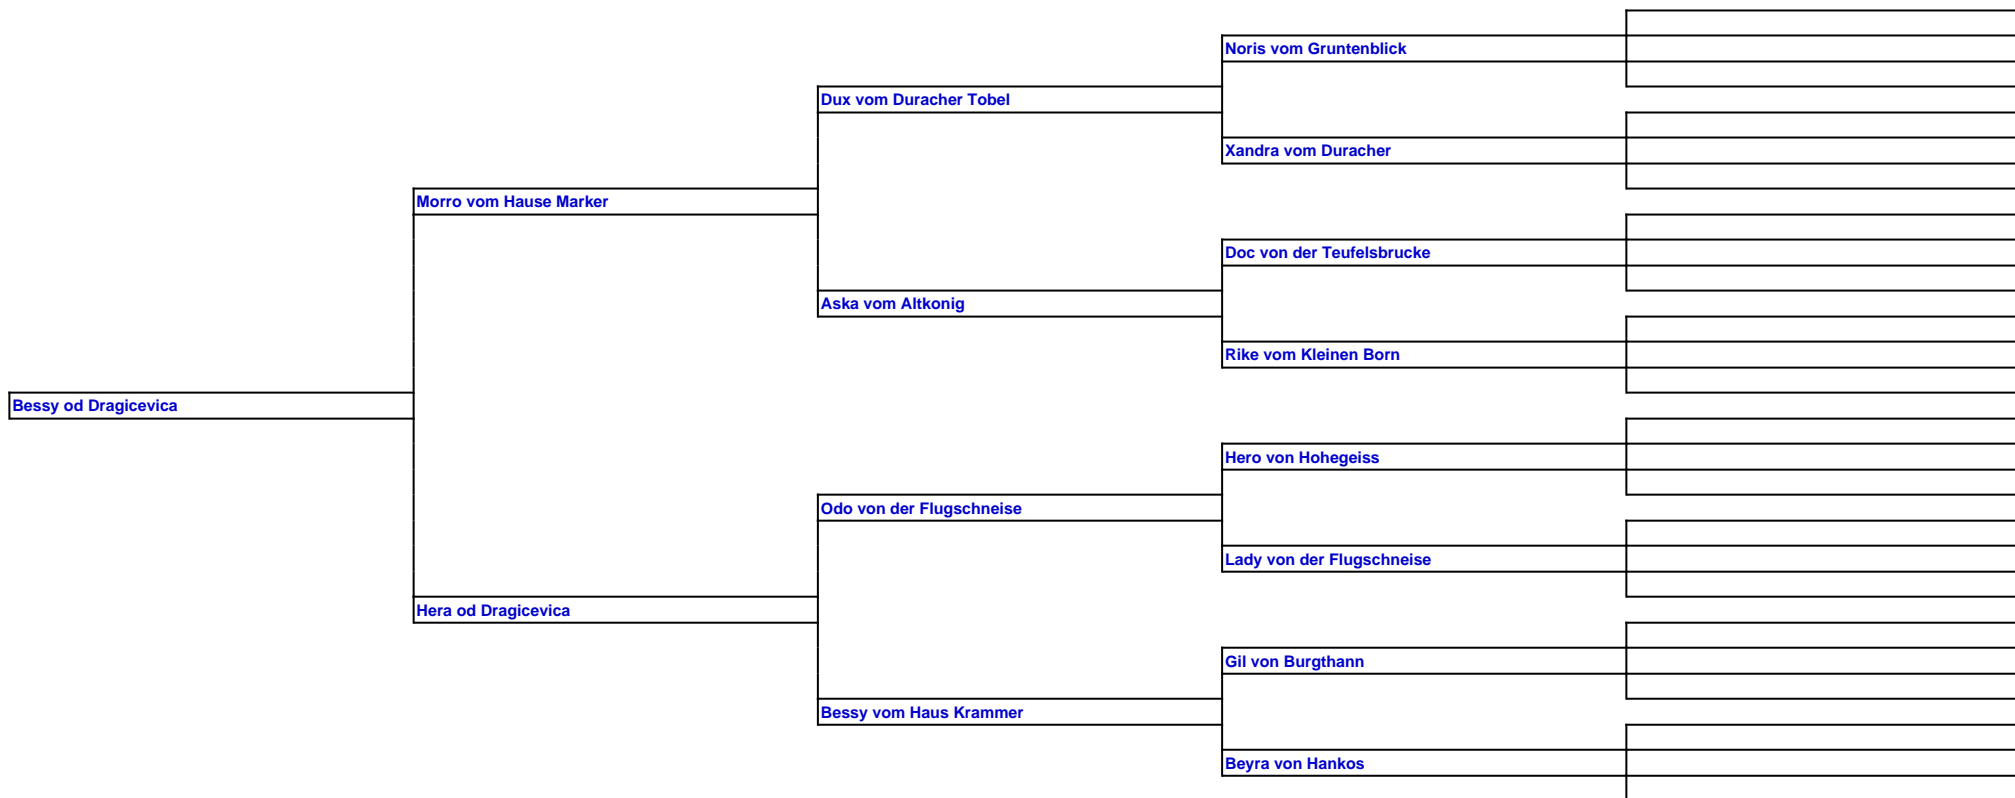 Noris vom Gruntenblick
Dux vom Duracher Tobel
Xandra vom Duracher
Morro vom Hause Marker
Doc von der Teufelsbrucke
Aska vom Altkonig
Rike vom Kleinen Born
Bessy od Dragicevica
Hero von Hohegeiss
Odo von der Flugschneise
Lady von der Flugschneise
Hera od Dragicevica
Gil von Burgthann
Bessy vom Haus Krammer
Beyra von Hankos